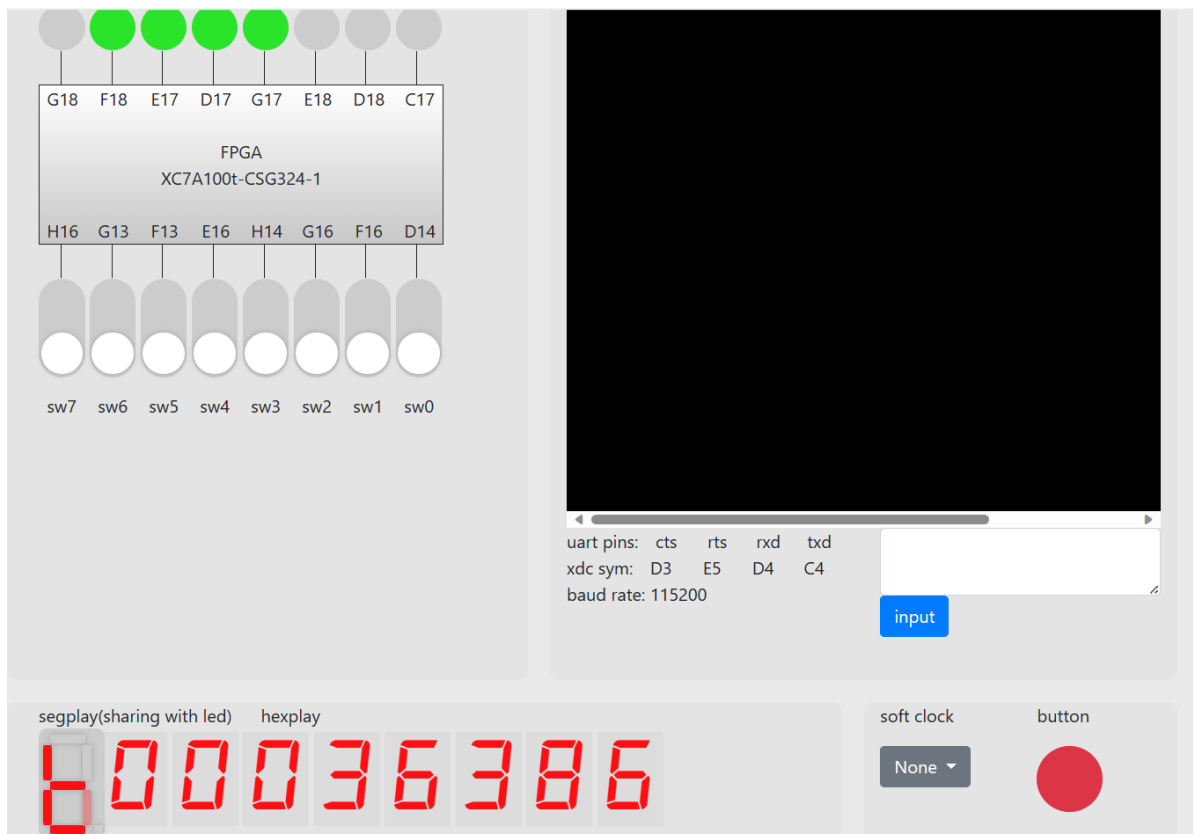 G18 F18 E17 D17 G17 E18 D18 C17
FPGA
XC7A100t-CSG324-1
H16 G13 F13 E16 H14 G16 F16 D14
sw7 sw6 sw5 sw4 sw3 sw2 sw1 sw0
uart pins: cts rts rxd txd
xdc sym: D3 E5 D4 C4
baud rate: 115200
input
segplay(sharing with led) hexplay
00036386
soft clock button
None